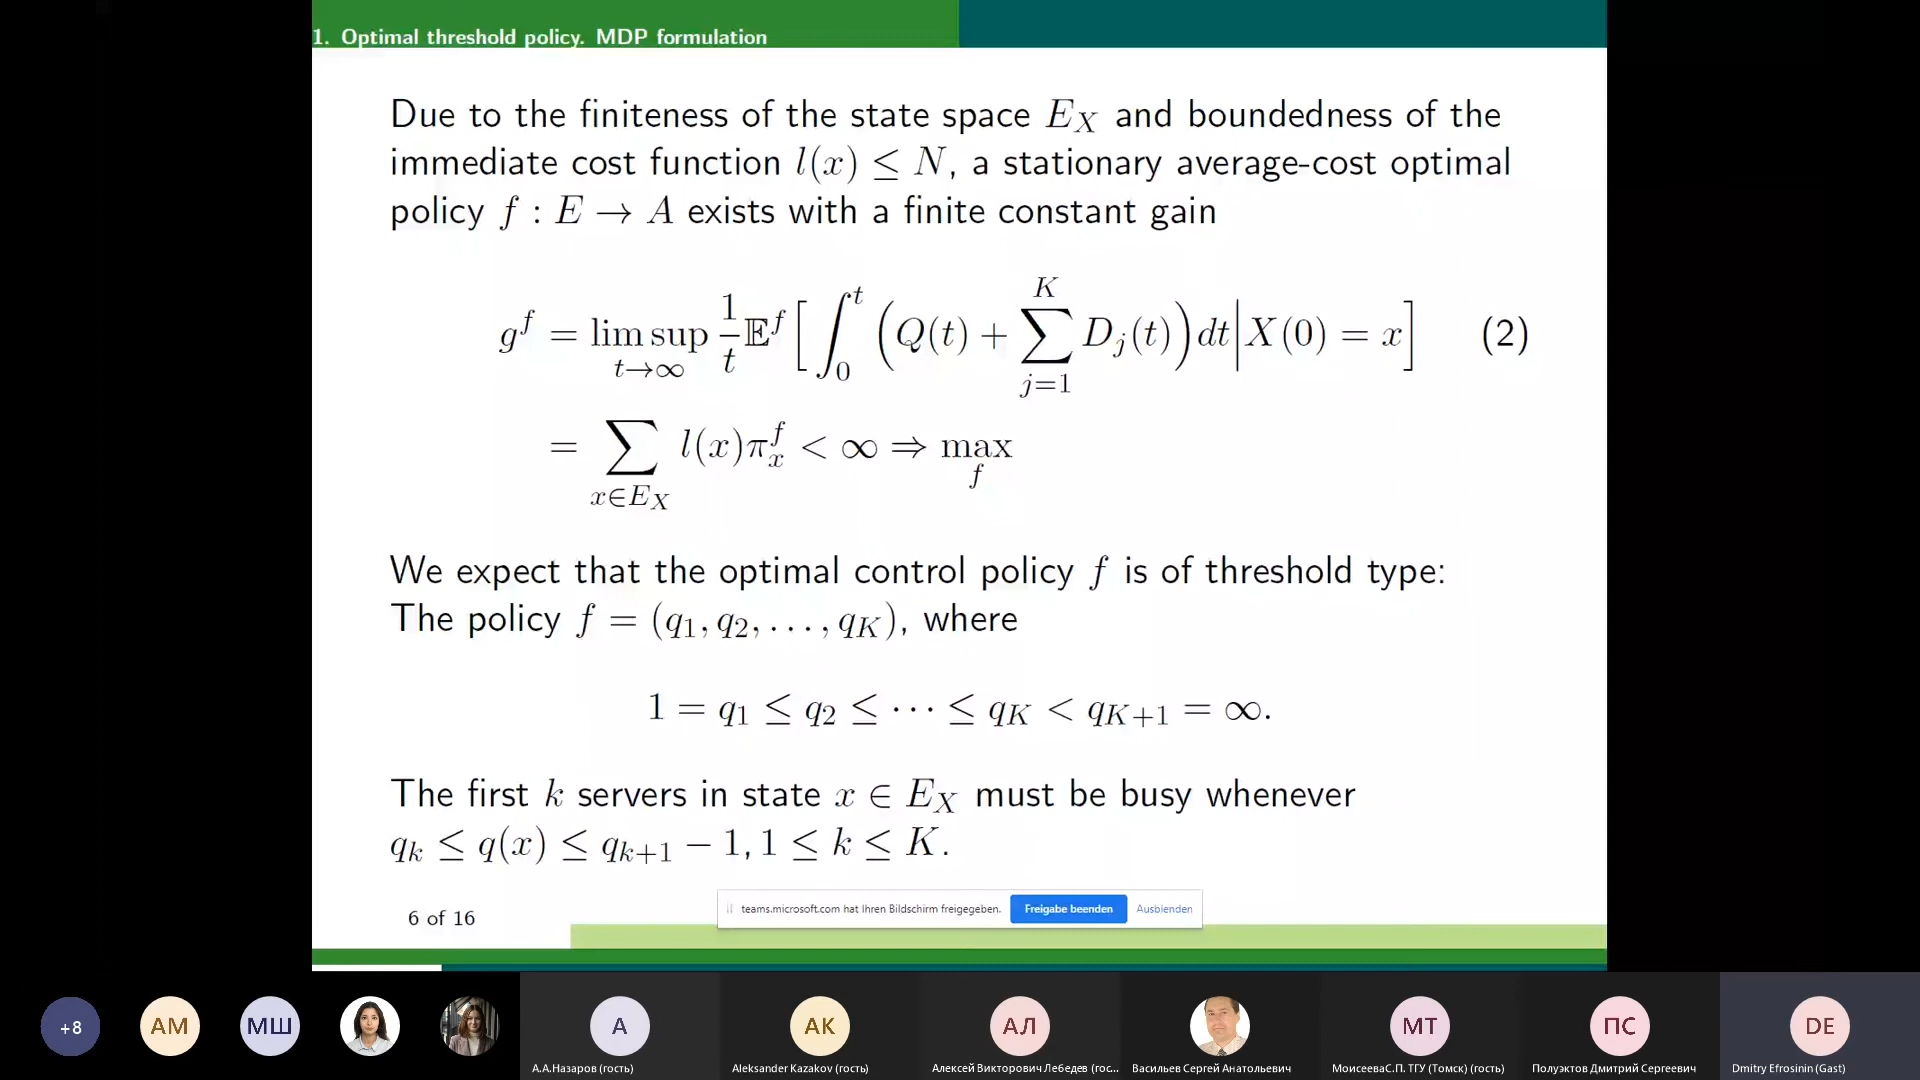 1. Optimal threshold policy. MDP formulation
Due to the finiteness of the state space E_X and boundedness of the
immediate cost function l(x) ≤ N, a stationary average-cost optimal
policy f : E → A exists with a finite constant gain
g^f = lim sup_{t→∞} 1/t 𝔼^f [ ∫_0^t ( Q(t) + ∑_{j=1}^K D_j(t) ) dt | X(0) = x ] (2)
= ∑_{x∈E_X} l(x)π_x^f < ∞ ⇒ max_f
We expect that the optimal control policy f is of threshold type:
The policy f = (q_1, q_2, . . . , q_K), where
1 = q_1 ≤ q_2 ≤ · · · ≤ q_K < q_{K+1} = ∞.
The first k servers in state x ∈ E_X must be busy whenever
q_k ≤ q(x) ≤ q_{k+1} − 1, 1 ≤ k ≤ K.
teams.microsoft.com hat Ihren Bildschirm freigegeben. Freigabe beenden Ausblenden
6 of 16
+8 АМ МШ А АК АЛ МТ ПС DE
А.А.Назаров (гость) Aleksander Kazakov (гость) Алексей Викторович Лебедев (гос... Васильев Сергей Анатольевич МоисееваС.П. ТГУ (Томск) (гость) Полуэктов Дмитрий Сергеевич Dmitry Efrosinin (Gast)